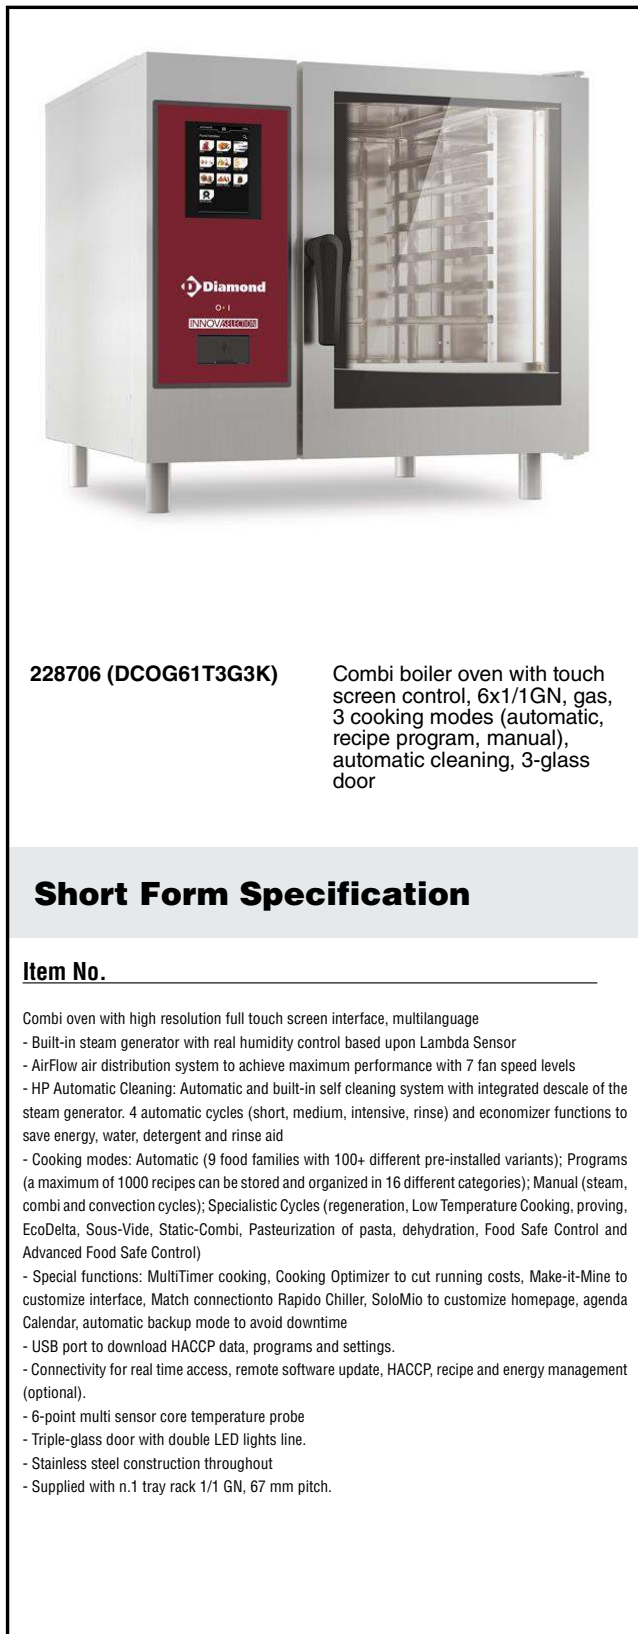 Diamond
INNOVASELECTION
228706 (DCOG61T3G3K)
Combi boiler oven with touch
screen control, 6x1/1GN, gas,
3 cooking modes (automatic,
recipe program, manual),
automatic cleaning, 3-glass
door
Short Form Specification
Item No.
Combi oven with high resolution full touch screen interface, multilanguage
- Built-in steam generator with real humidity control based upon Lambda Sensor
- AirFlow air distribution system to achieve maximum performance with 7 fan speed levels
- HP Automatic Cleaning: Automatic and built-in self cleaning system with integrated descale of the
steam generator. 4 automatic cycles (short, medium, intensive, rinse) and economizer functions to
save energy, water, detergent and rinse aid
- Cooking modes: Automatic (9 food families with 100+ different pre-installed variants); Programs
(a maximum of 1000 recipes can be stored and organized in 16 different categories); Manual (steam,
combi and convection cycles); Specialistic Cycles (regeneration, Low Temperature Cooking, proving,
EcoDelta, Sous-Vide, Static-Combi, Pasteurization of pasta, dehydration, Food Safe Control and
Advanced Food Safe Control)
- Special functions: MultiTimer cooking, Cooking Optimizer to cut running costs, Make-it-Mine to
customize interface, Match connectionto Rapido Chiller, SoloMio to customize homepage, agenda
Calendar, automatic backup mode to avoid downtime
- USB port to download HACCP data, programs and settings.
- Connectivity for real time access, remote software update, HACCP, recipe and energy management
(optional).
- 6-point multi sensor core temperature probe
- Triple-glass door with double LED lights line.
- Stainless steel construction throughout
- Supplied with n.1 tray rack 1/1 GN, 67 mm pitch.